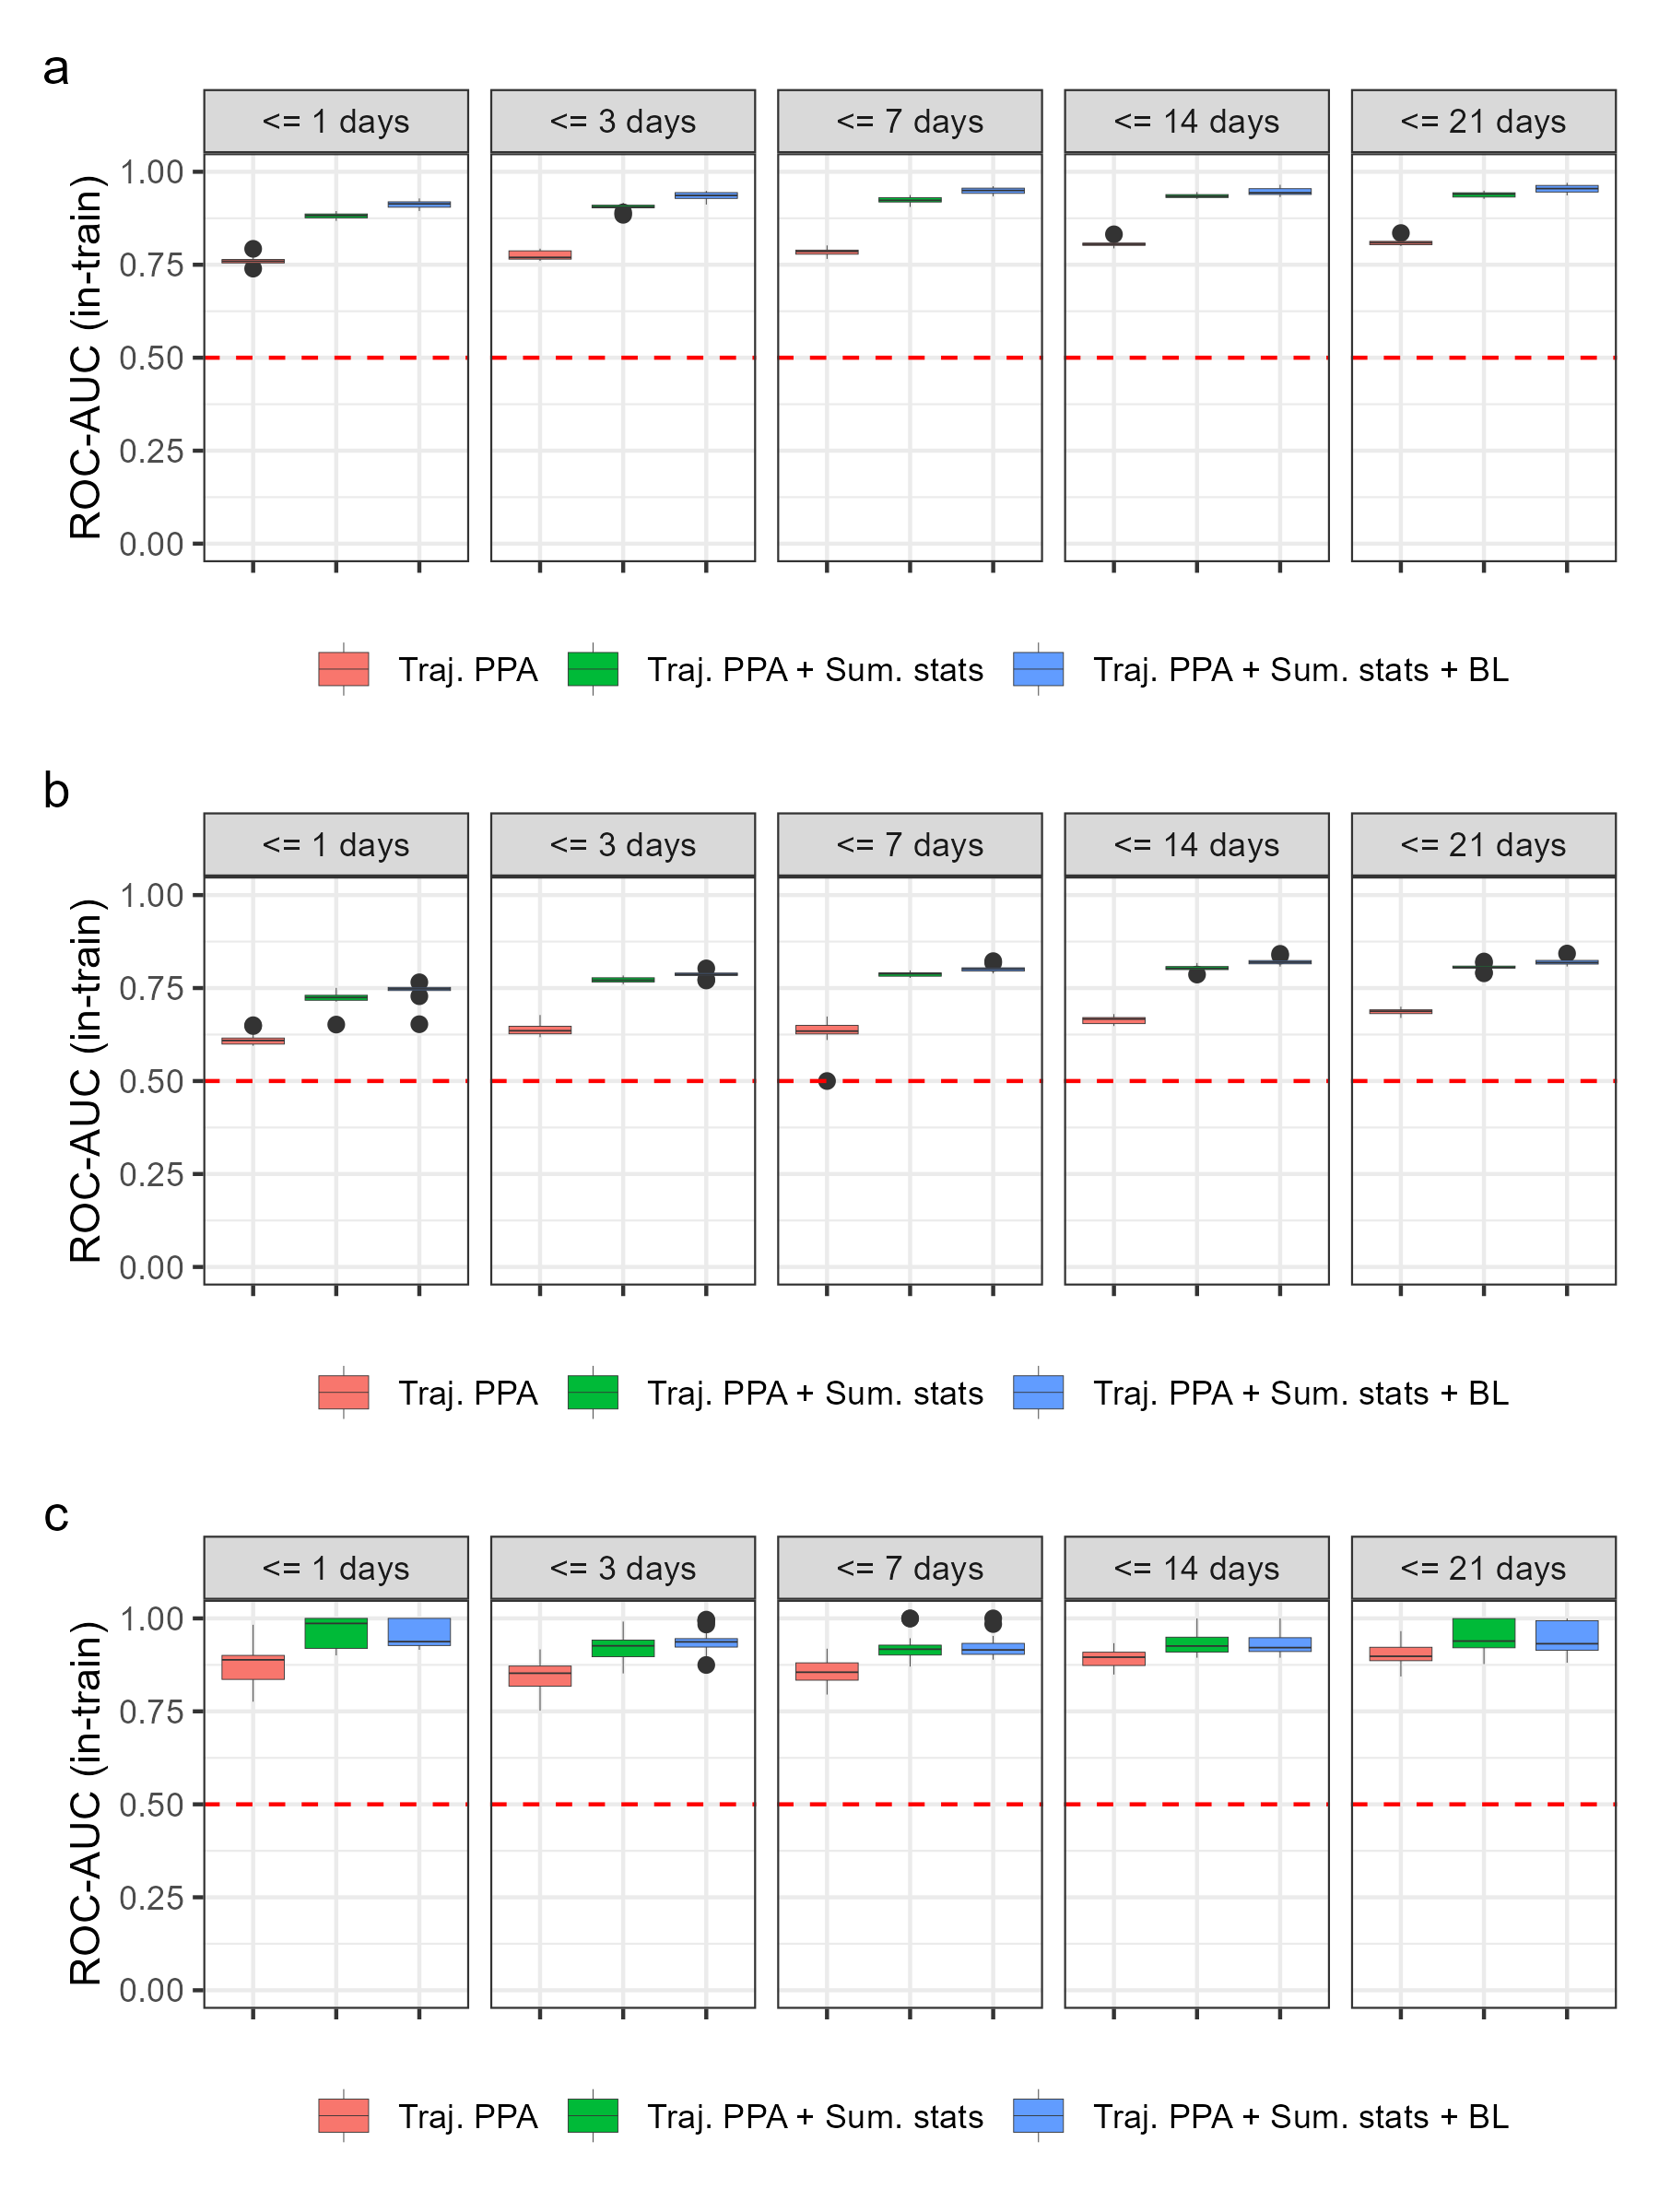 a
<= 1 days <= 3 days <= 7 days <= 14 days <= 21 days
ROC-AUC (in-train)
1.00
0.75
0.50
0.25
0.00
Traj. PPA Traj. PPA + Sum. stats Traj. PPA + Sum. stats + BL
b
<= 1 days <= 3 days <= 7 days <= 14 days <= 21 days
ROC-AUC (in-train)
1.00
0.75
0.50
0.25
0.00
Traj. PPA Traj. PPA + Sum. stats Traj. PPA + Sum. stats + BL
c
<= 1 days <= 3 days <= 7 days <= 14 days <= 21 days
ROC-AUC (in-train)
1.00
0.75
0.50
0.25
0.00
Traj. PPA Traj. PPA + Sum. stats Traj. PPA + Sum. stats + BL